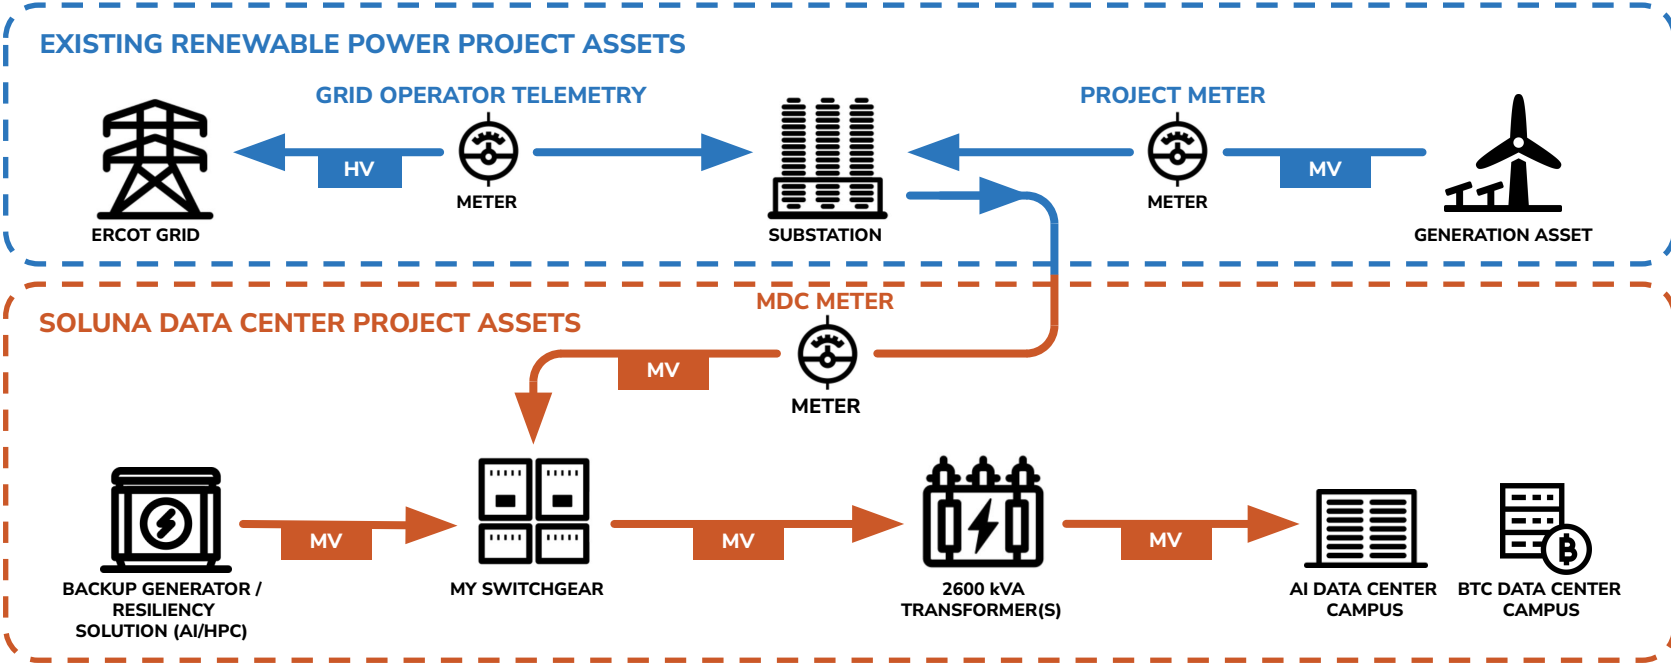 EXISTING RENEWABLE POWER PROJECT ASSETS
GRID OPERATOR TELEMETRY
PROJECT METER
HV
MV
METER
METER
ERCOT GRID
SUBSTATION
GENERATION ASSET
MDC METER
SOLUNA DATA CENTER PROJECT ASSETS
MV
METER
MV
MV
MV
BACKUP GENERATOR /
RESILIENCY
SOLUTION (AI/HPC)
MY SWITCHGEAR
2600 kVA
TRANSFORMER(S)
AI DATA CENTER
CAMPUS
BTC DATA CENTER
CAMPUS